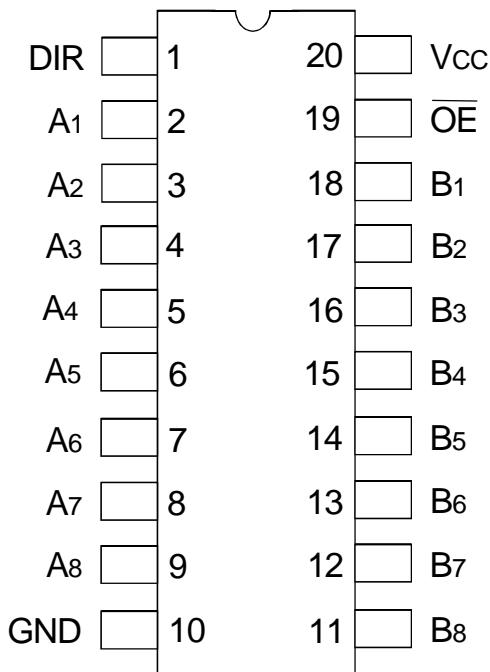 DIR 1 20 VCC
A1 2 19 O̅E̅
A2 3 18 B1
A3 4 17 B2
A4 5 16 B3
A5 6 15 B4
A6 7 14 B5
A7 8 13 B6
A8 9 12 B7
GND 10 11 B8